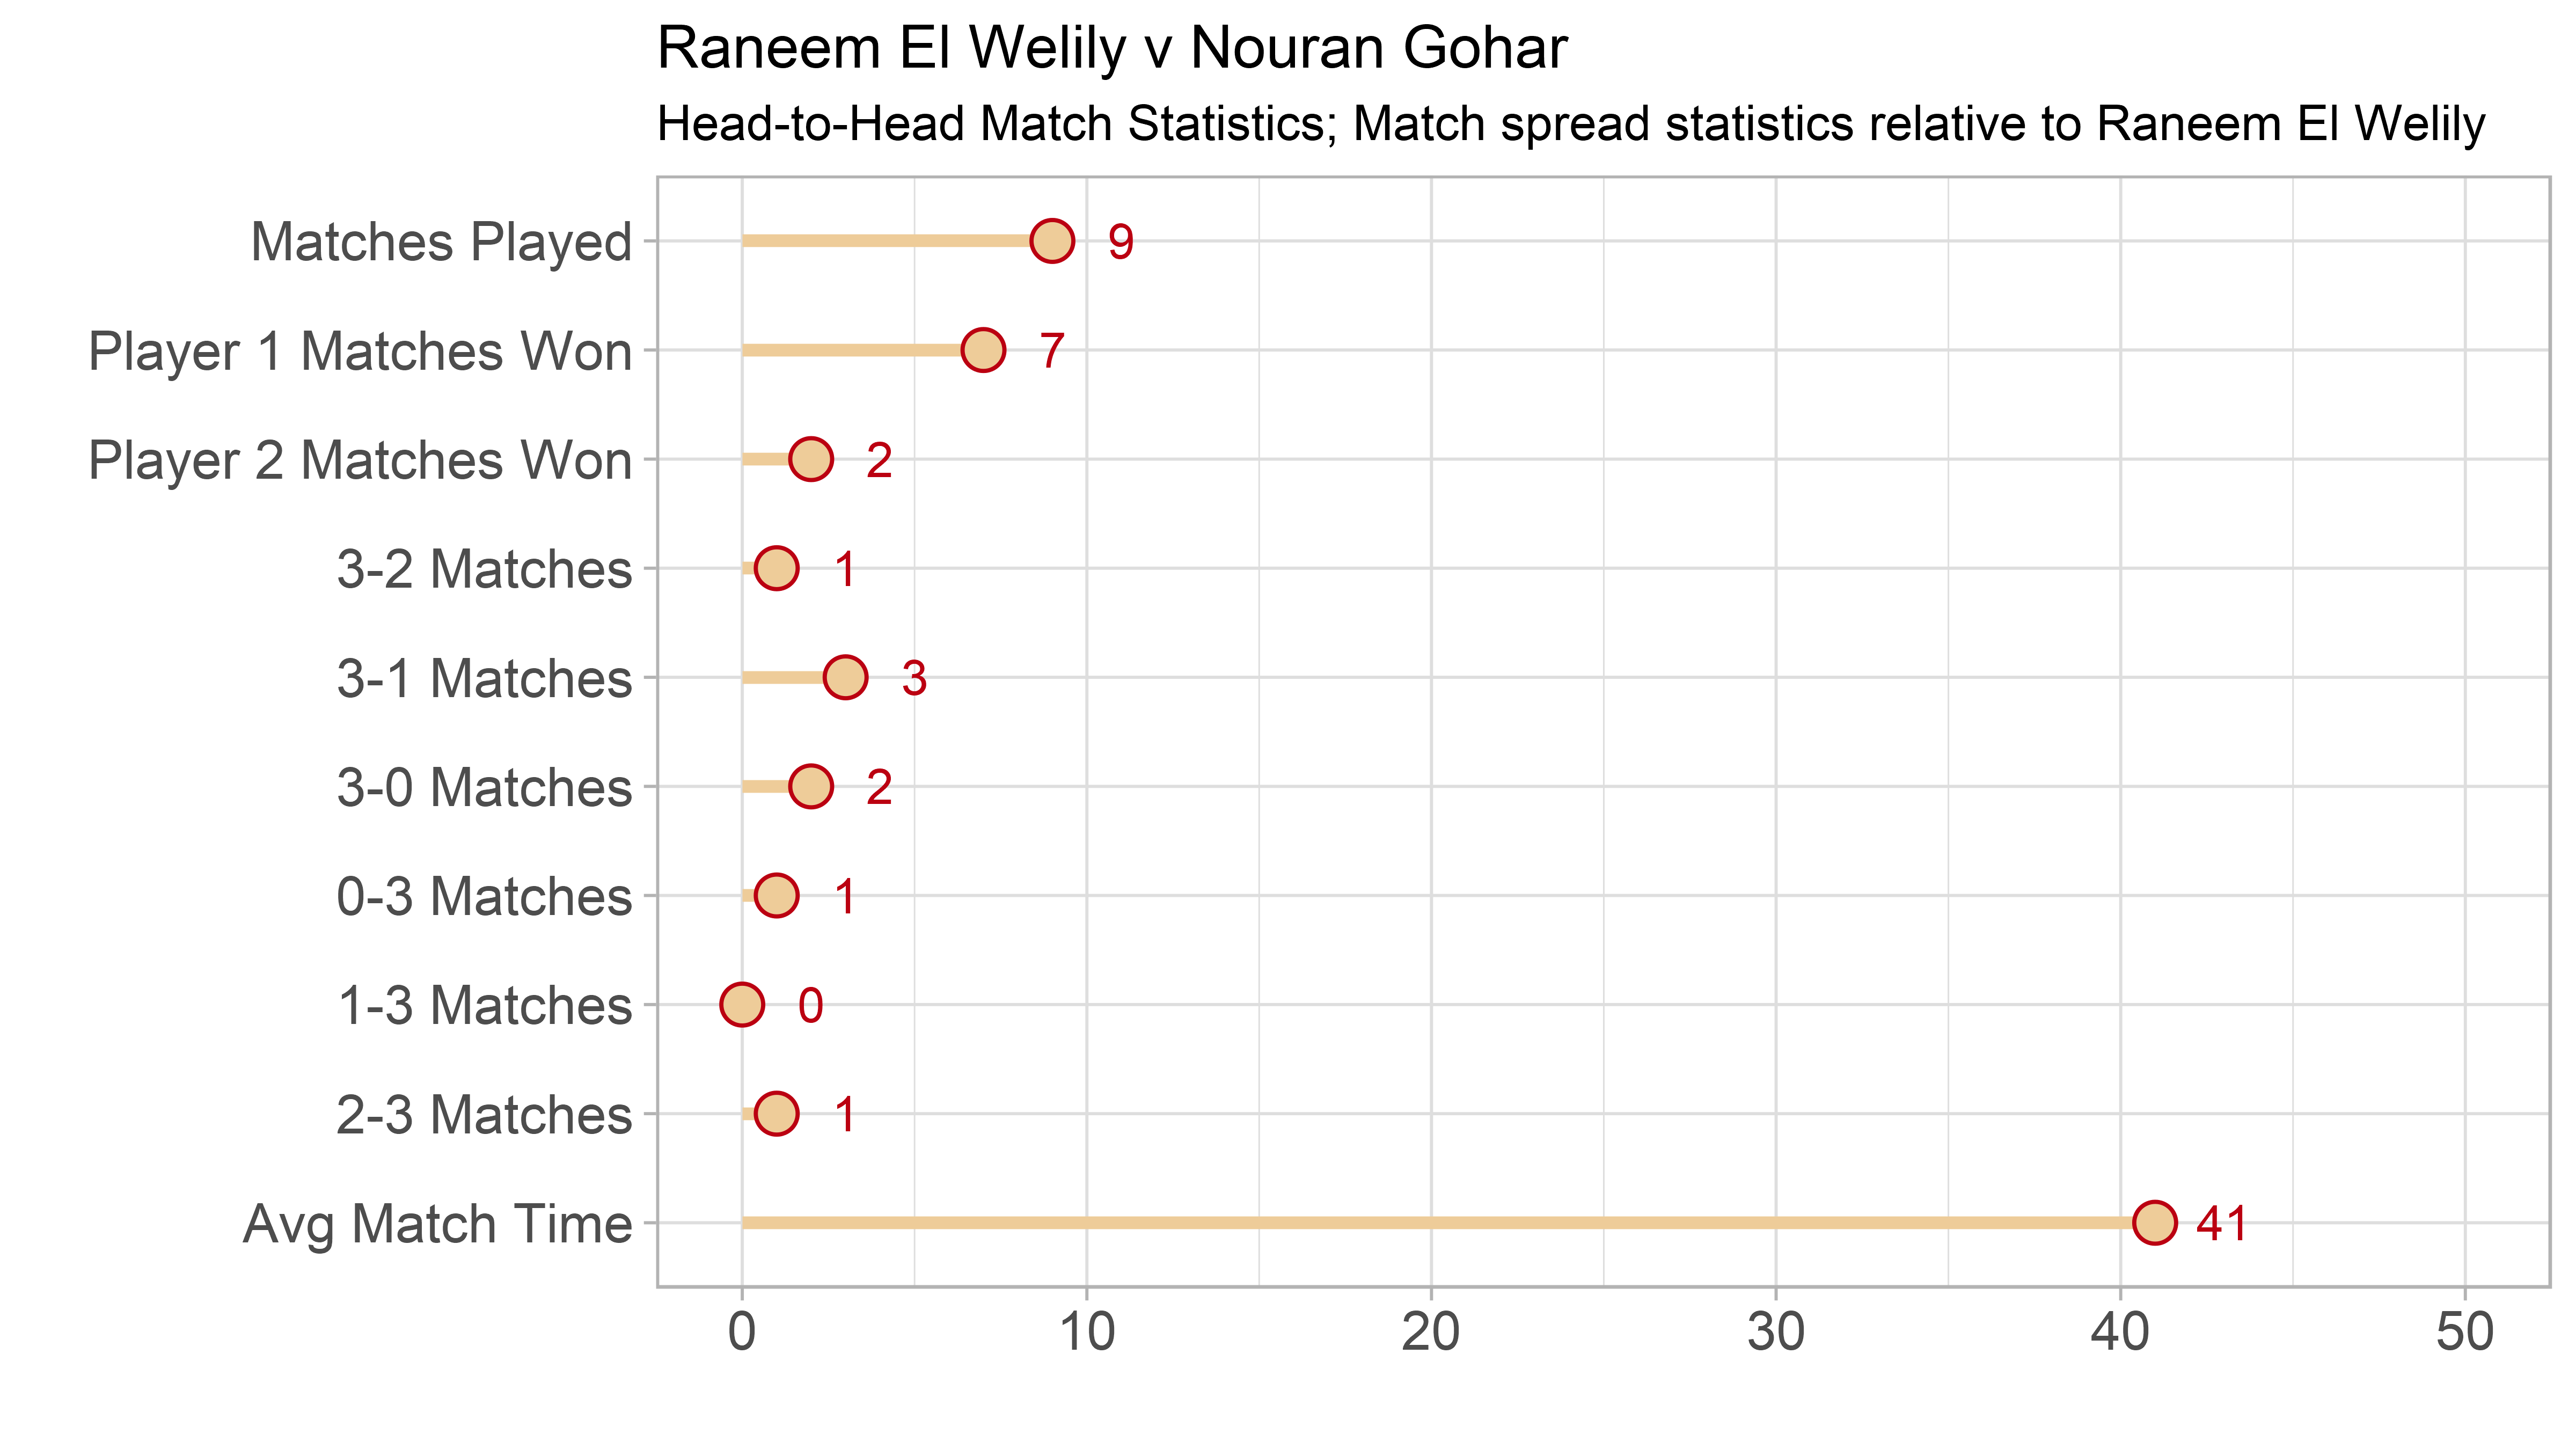 Raneem El Welily v Nouran Gohar
Head-to-Head Match Statistics; Match spread statistics relative to Raneem El Welily
Matches Played 9
Player 1 Matches Won 7
Player 2 Matches Won 2
3-2 Matches 1
3-1 Matches 3
3-0 Matches 2
0-3 Matches 1
1-3 Matches 0
2-3 Matches 1
Avg Match Time 41
0 10 20 30 40 50